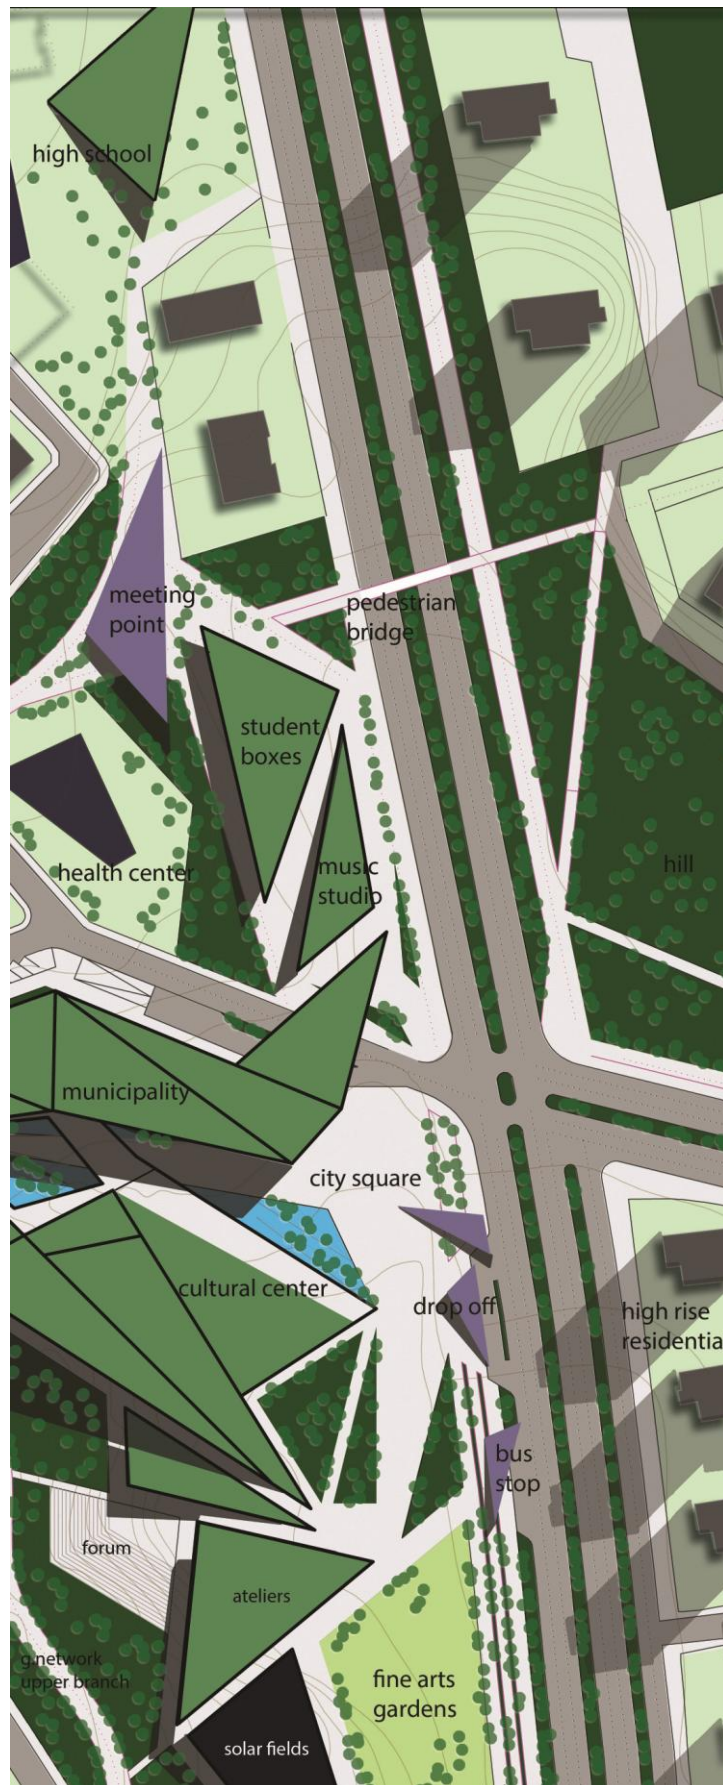 high school
meeting
point
pedestrian
bridge
student
boxes
music
studio
health center
hill
municipality
city square
cultural center
drop off
high rise
residentia
bus
stop
forum
ateliers
g.network
upper branch
fine arts
gardens
solar fields